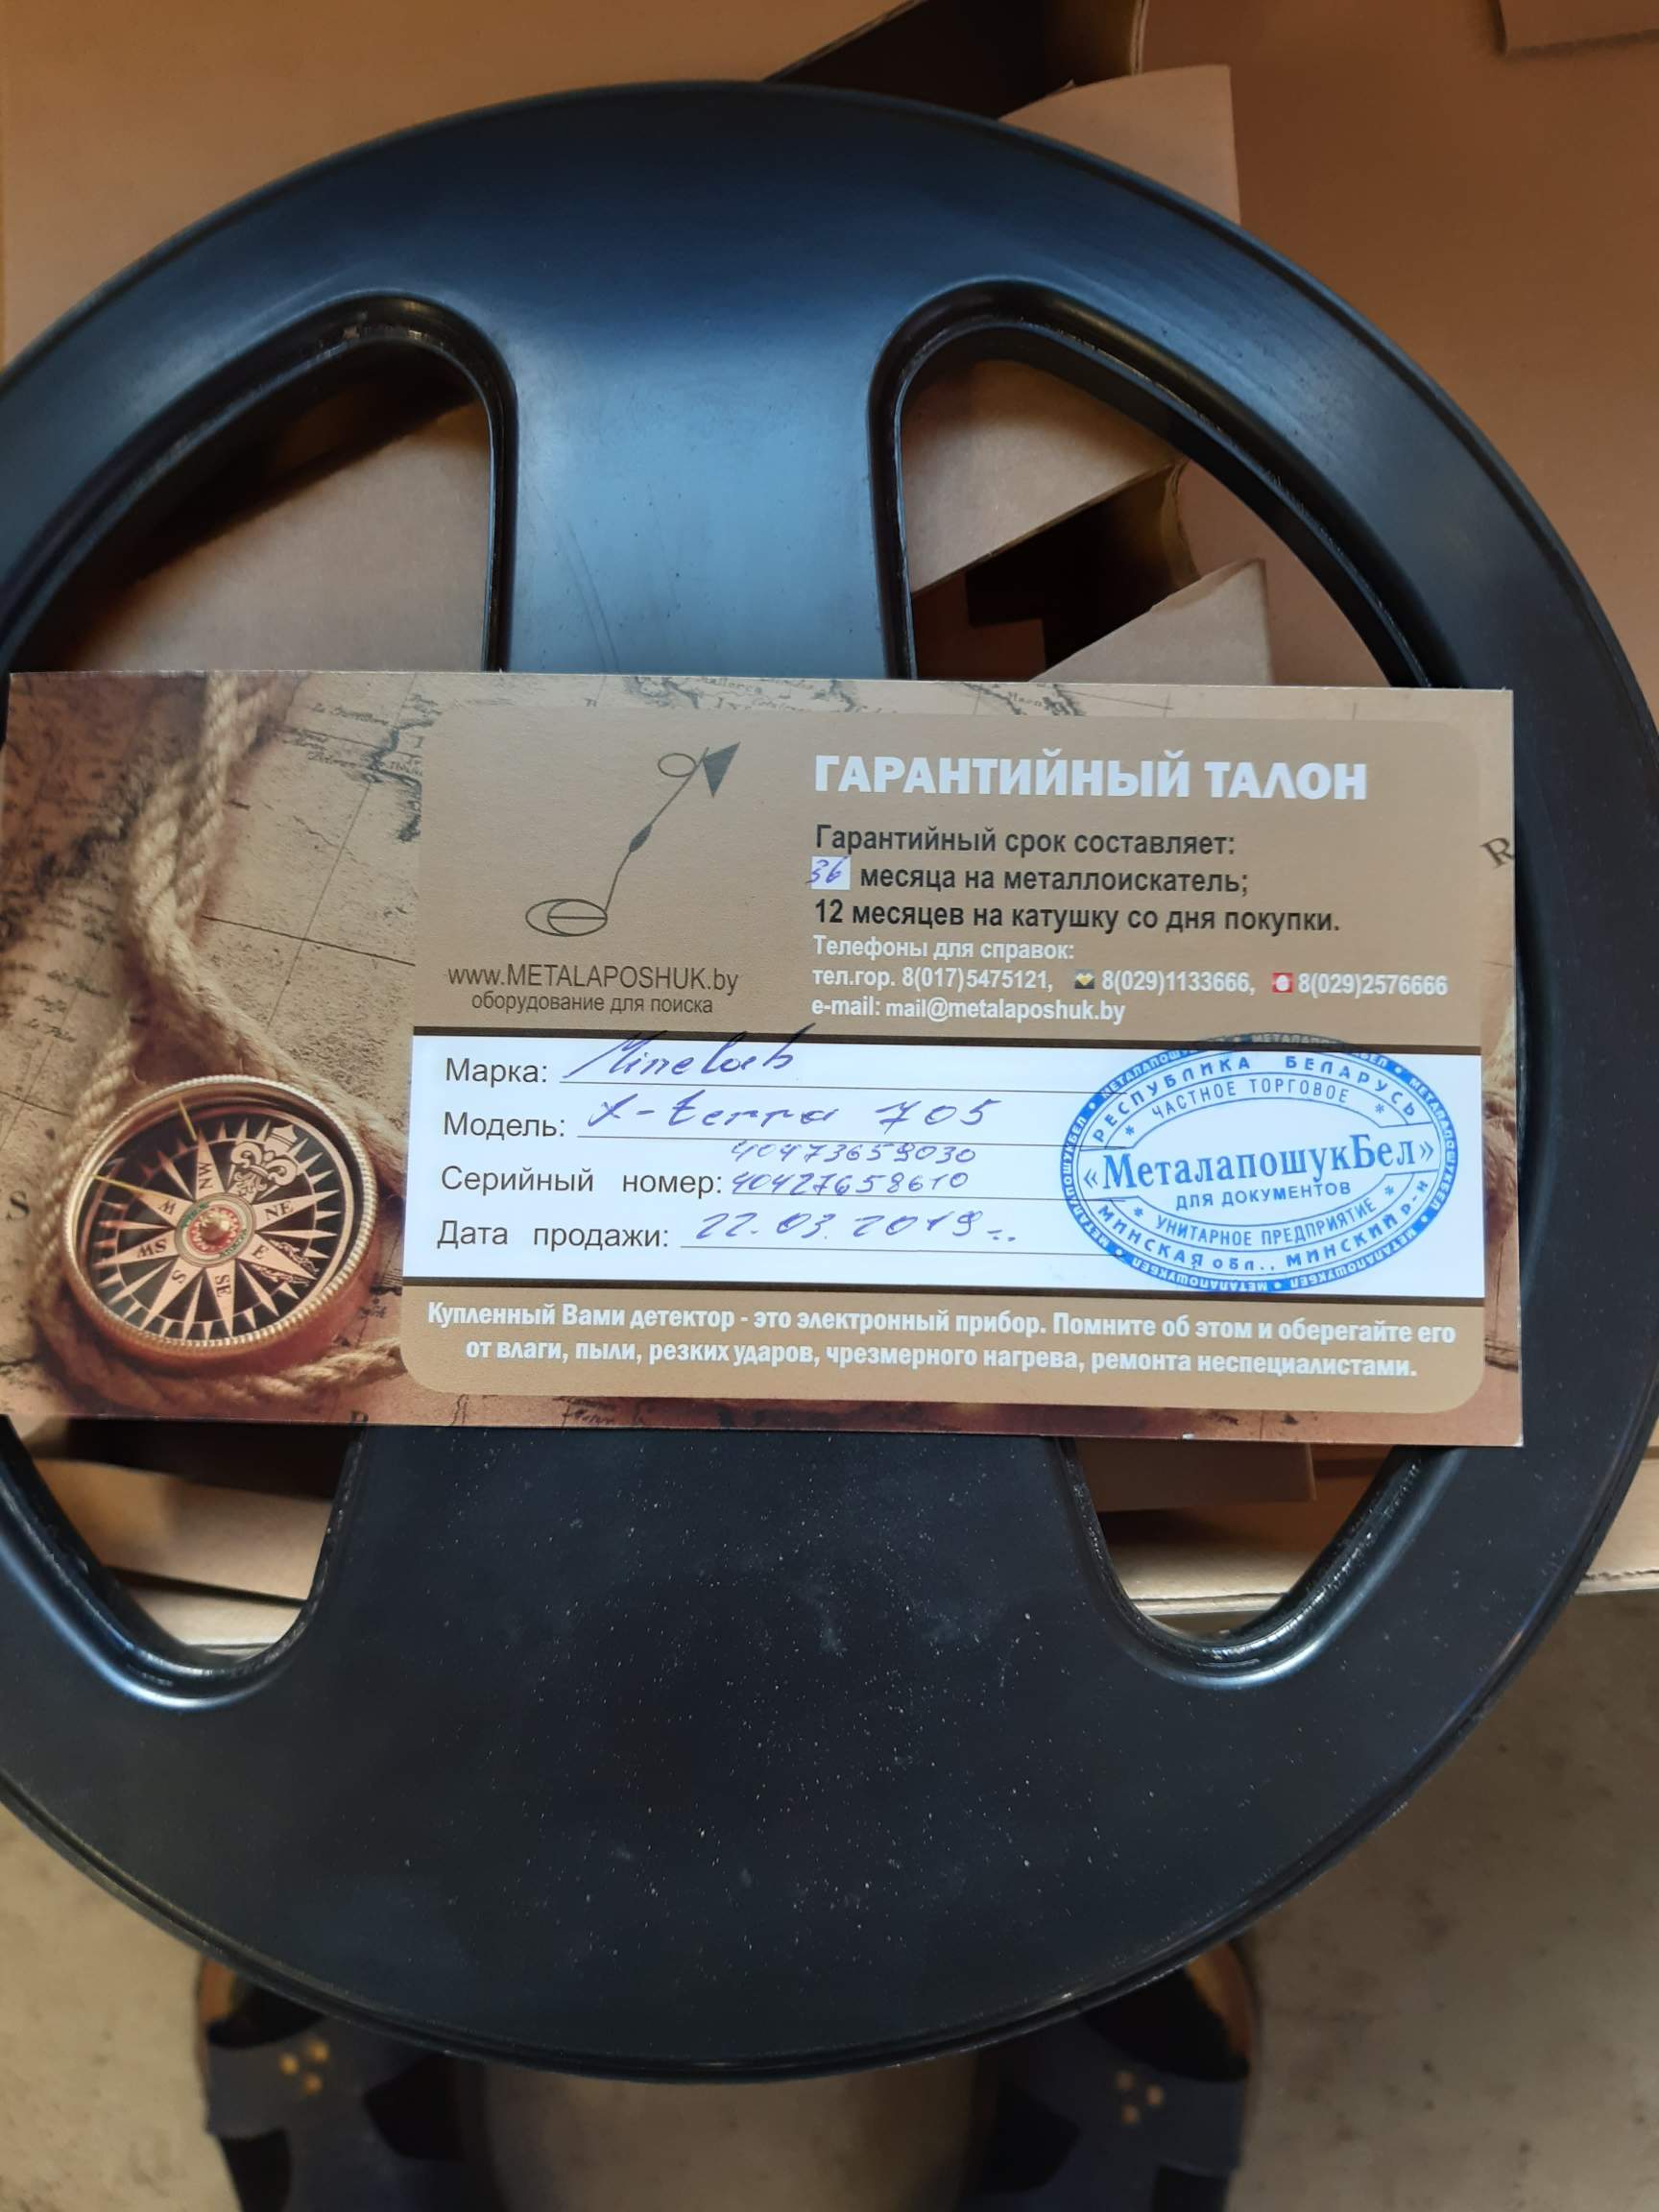 ГАРАНТИЙНЫЙ ТАЛОН
Гарантийный срок составляет:
36 месяца на металлоискатель;
12 месяцев на катушку со дня покупки.
Телефоны для справок:
тел.гор. 8(017)5475121, 8(029)1133666, 8(029)2576666
e-mail: mail@metalaposhuk.by
www.METALAPOSHUK.by
оборудование для поиска
Марка: Minelab
Модель: X-terra 705
40473659030
Серийный номер: 40427658610
Дата продажи: 22.03.2019
РЕСПУБЛИКА БЕЛАРУСЬ
* ЧАСТНОЕ ТОРГОВОЕ *
«МеталапошукБел»
ДЛЯ ДОКУМЕНТОВ
* УНИТАРНОЕ ПРЕДПРИЯТИЕ *
МИНСКАЯ обл., МИНСКИЙ р-н
Купленный Вами детектор - это электронный прибор. Помните об этом и оберегайте его
от влаги, пыли, резких ударов, чрезмерного нагрева, ремонта неспециалистами.
N
NE
E
SE
S
SW
W